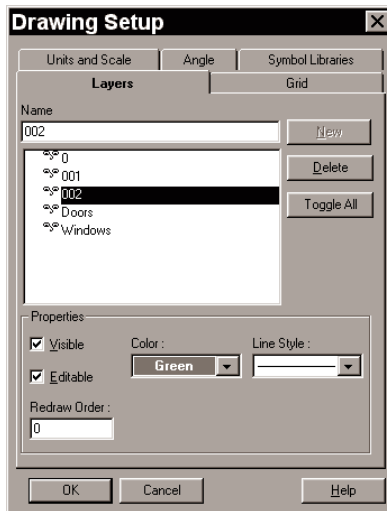 Drawing Setup
Units and Scale Angle Symbol Libraries
Layers Grid
Name
002 New
0
001 Delete
002
Toggle All
Doors
Windows
Properties
Visible Color : Line Style :
Green
Editable
Redraw Order :
0
OK Cancel Help